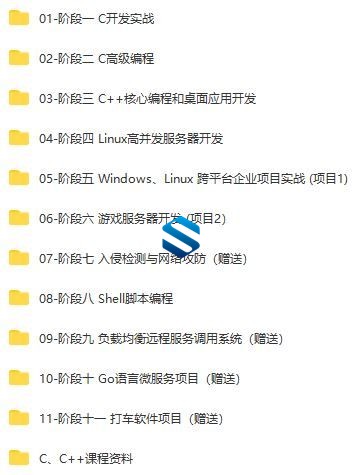 01-阶段一 C开发实战
02-阶段二 C高级编程
03-阶段三 C++核心编程和桌面应用开发
04-阶段四 Linux高并发服务器开发
05-阶段五 Windows、Linux 跨平台企业项目实战 (项目1)
06-阶段六 游戏服务器开发 (项目2)
07-阶段七 入侵检测与网络攻防（赠送）
08-阶段八 Shell脚本编程
09-阶段九 负载均衡远程服务调用系统（赠送）
10-阶段十 Go语言微服务项目（赠送）
11-阶段十一 打车软件项目（赠送）
C、C++课程资料